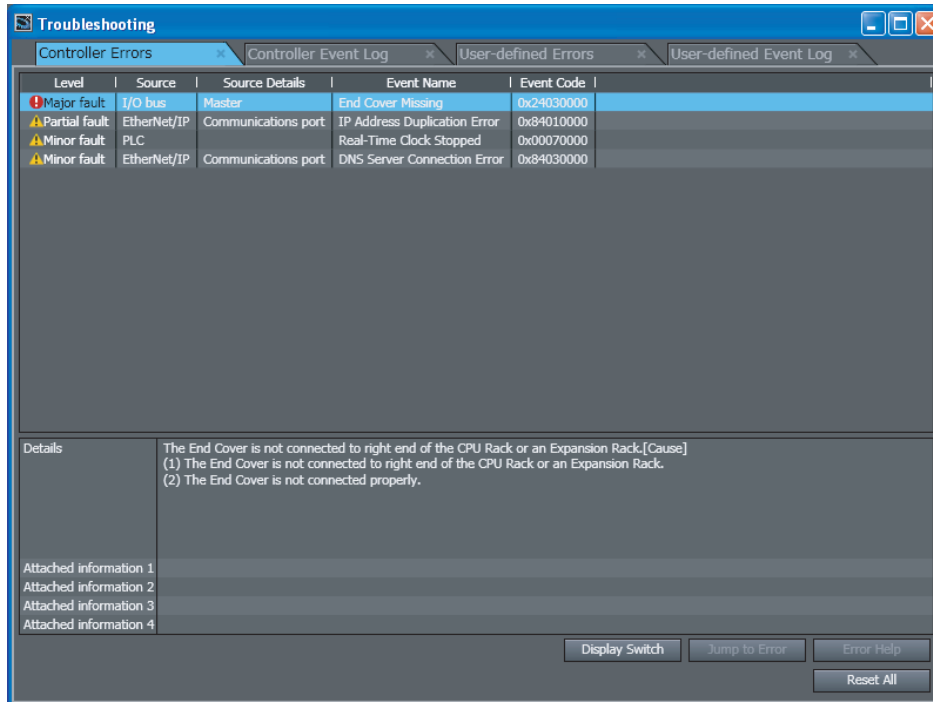 Troubleshooting
Controller Errors × Controller Event Log × User-defined Errors × User-defined Event Log ×
Level Source Source Details Event Name Event Code
Major fault I/O bus Master End Cover Missing 0x24030000
Partial fault EtherNet/IP Communications port IP Address Duplication Error 0x84010000
Minor fault PLC Real-Time Clock Stopped 0x00070000
Minor fault EtherNet/IP Communications port DNS Server Connection Error 0x84030000
Details The End Cover is not connected to right end of the CPU Rack or an Expansion Rack.[Cause]
(1) The End Cover is not connected to right end of the CPU Rack or an Expansion Rack.
(2) The End Cover is not connected properly.
Attached information 1
Attached information 2
Attached information 3
Attached information 4
Display Switch Jump to Error Error Help
Reset All